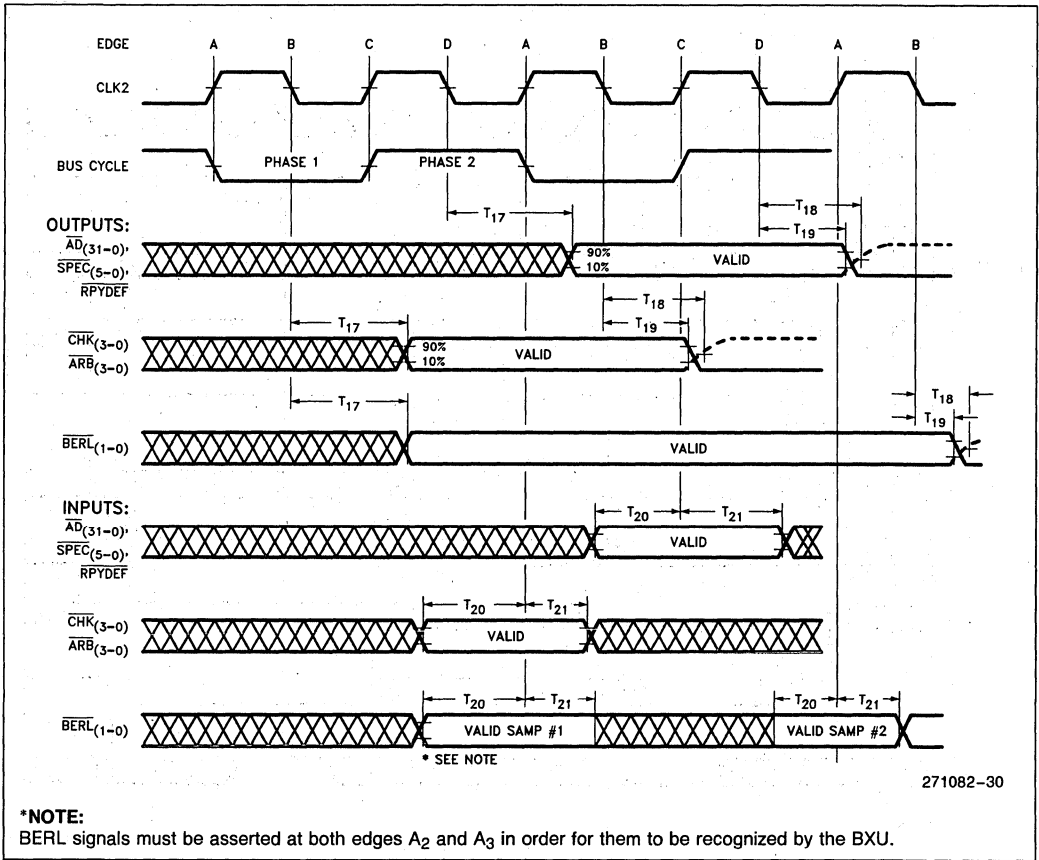 EDGE A B C D A B C D A B
CLK2
BUS CYCLE PHASE 1 PHASE 2
T17 T18
OUTPUTS: T19
AD(31-0), 90% VALID
SPEC(5-0), 10%
RPYDEF
T18
T17 T19
CHK(3-0) 90% VALID
ARB(3-0) 10%
T17 T18
T19
BERL(1-0) VALID
INPUTS: T20 T21
AD(31-0), VALID
SPEC(5-0),
RPYDEF
T20 T21
CHK(3-0) VALID
ARB(3-0)
T20 T21 T20 T21
BERL(1-0) VALID SAMP #1 VALID SAMP #2
* SEE NOTE
271082-30
*NOTE:
BERL signals must be asserted at both edges A2 and A3 in order for them to be recognized by the BXU.